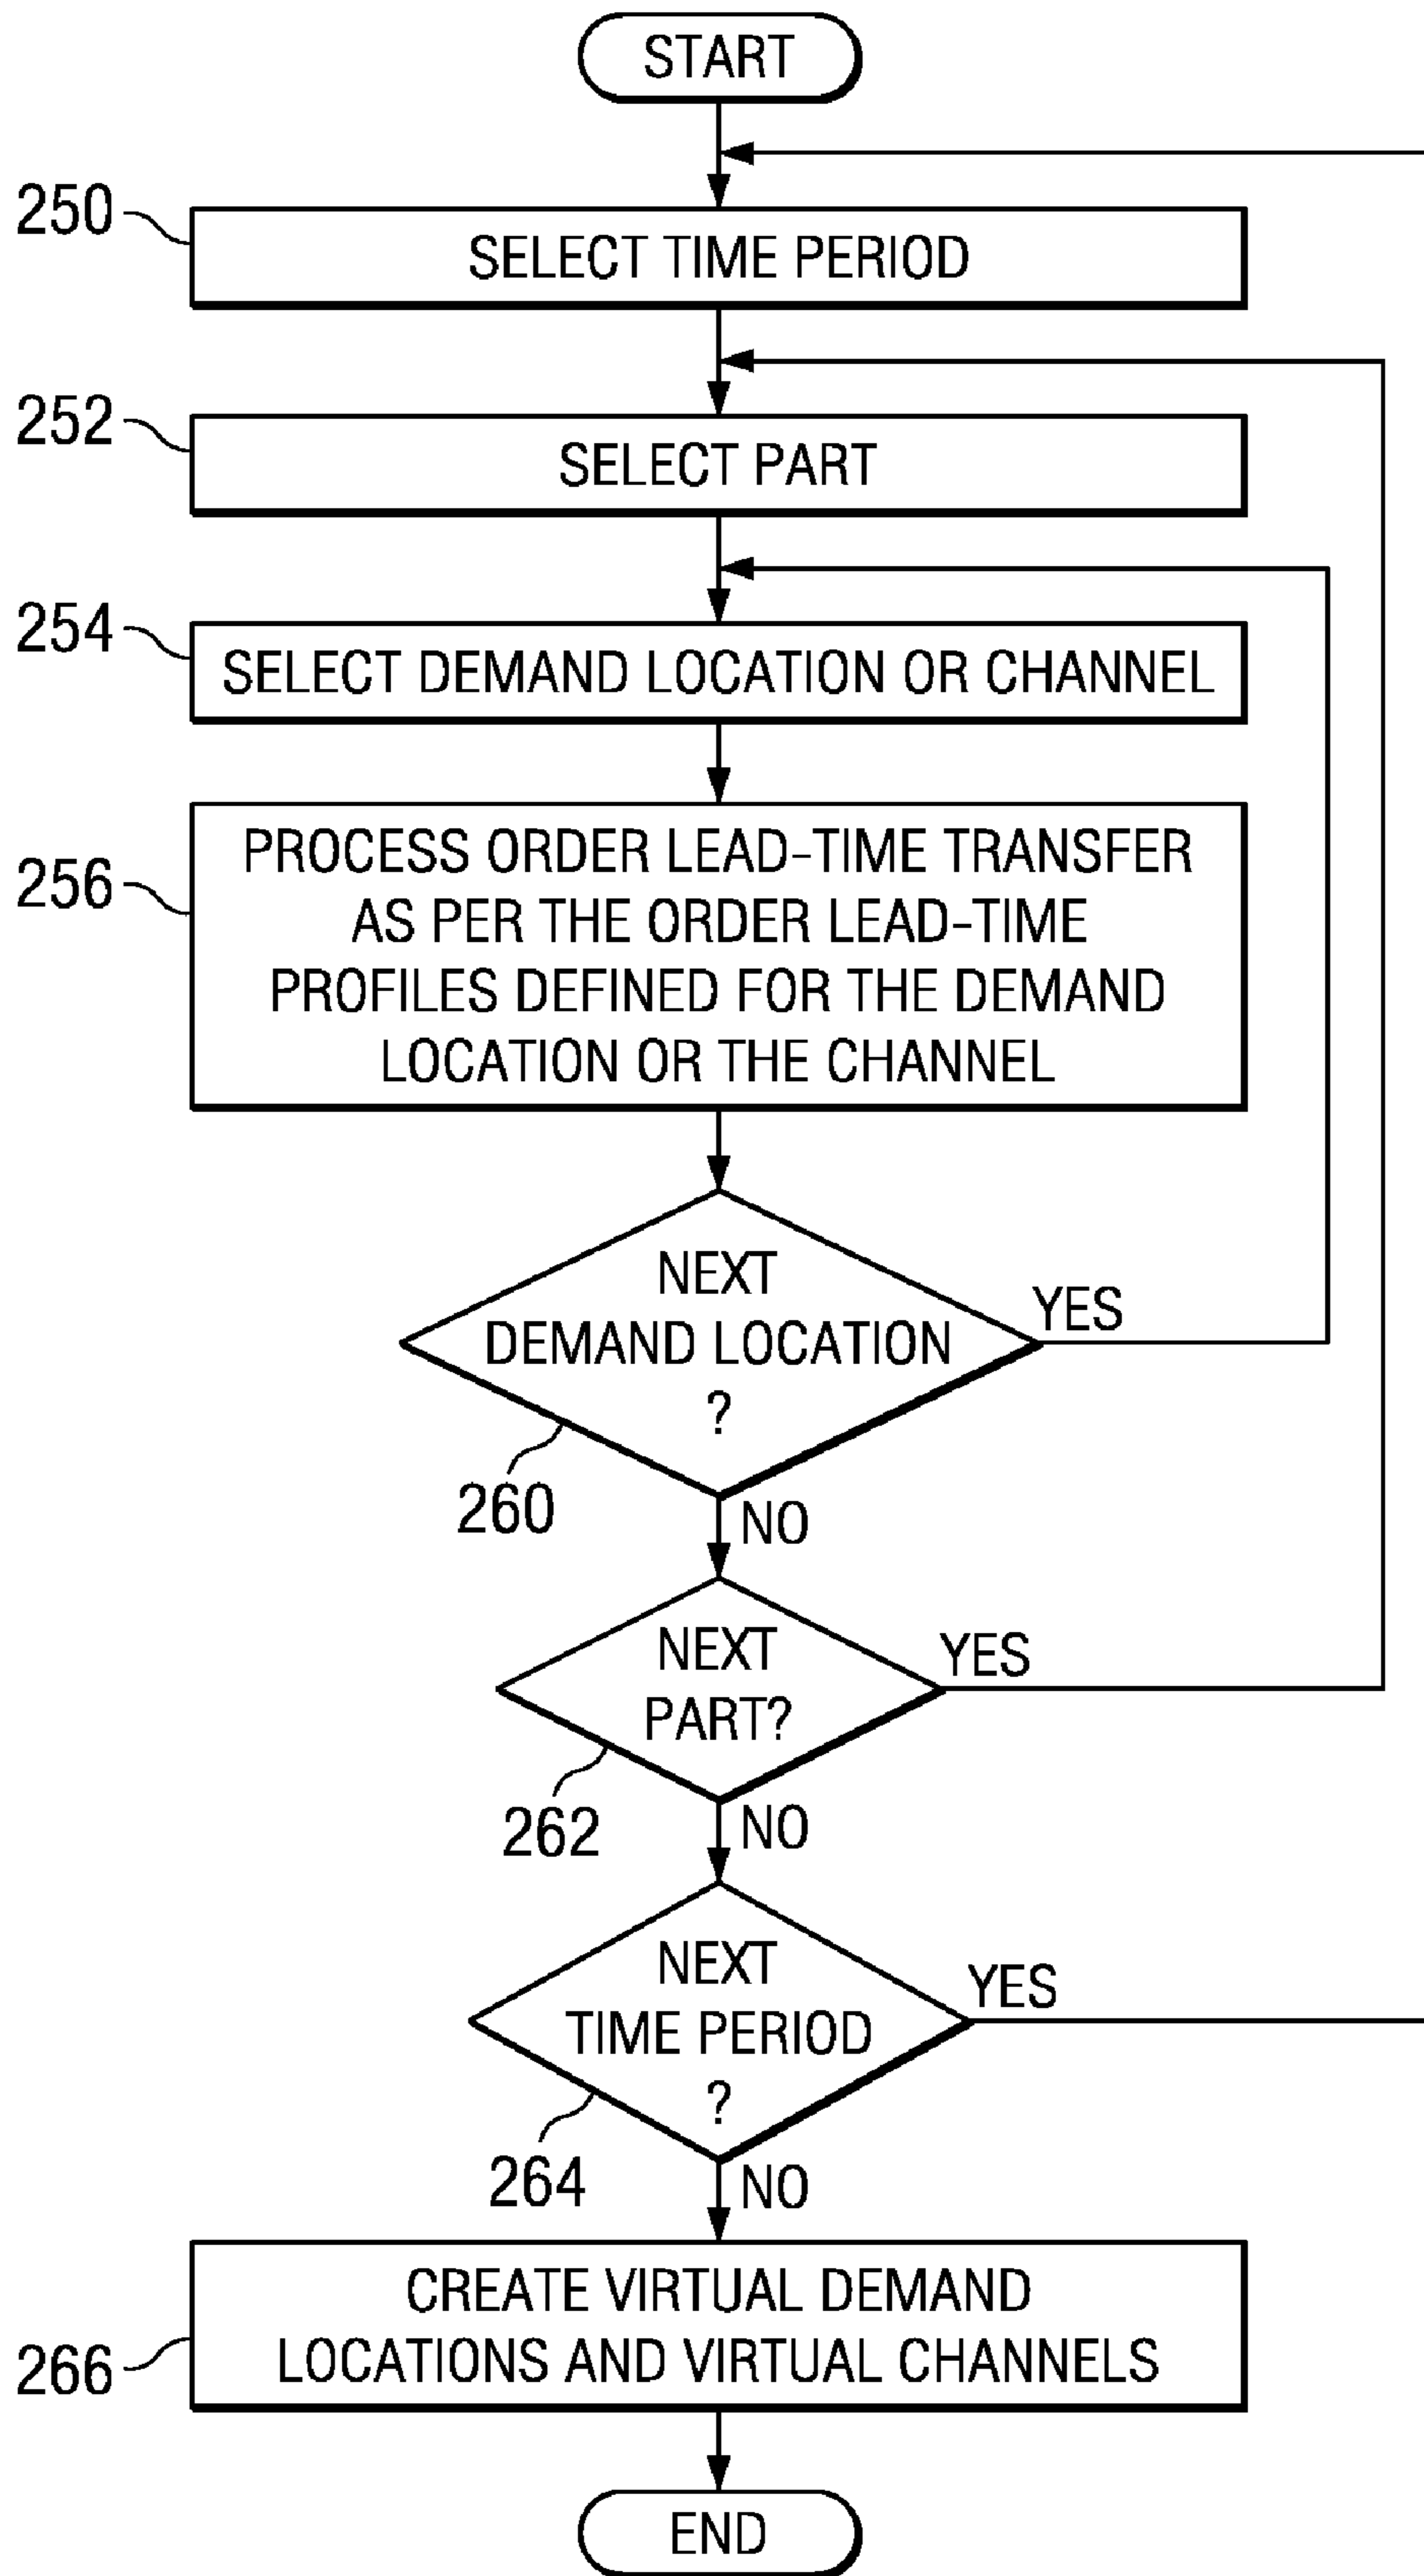 START
250
SELECT TIME PERIOD
252
SELECT PART
254
SELECT DEMAND LOCATION OR CHANNEL
256
PROCESS ORDER LEAD-TIME TRANSFER
AS PER THE ORDER LEAD-TIME
PROFILES DEFINED FOR THE DEMAND
LOCATION OR THE CHANNEL
NEXT
DEMAND LOCATION
?
YES
260
NO
NEXT
PART?
YES
262
NO
NEXT
TIME PERIOD
?
YES
264
NO
CREATE VIRTUAL DEMAND
LOCATIONS AND VIRTUAL CHANNELS
266
END